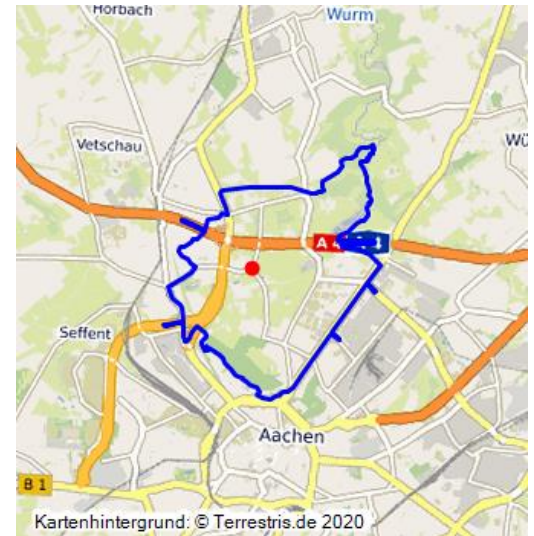 Horbach
Wurm
Vetschau
Wü
A 4
Seffent
Aachen
B 1
Kartenhintergrund: © Terrestris.de 2020